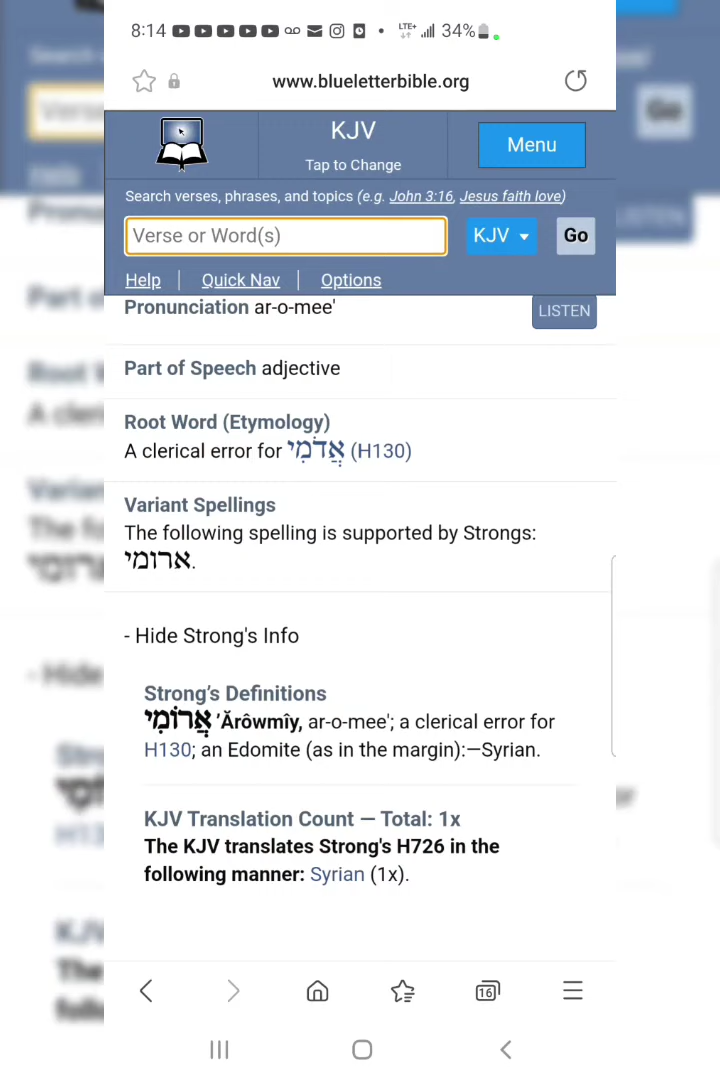 8:14 LTE+ 34%
www.blueletterbible.org
KJV
Tap to Change
Menu
Search verses, phrases, and topics (e.g. John 3:16, Jesus faith love)
Verse or Word(s)
KJV
Go
Help | Quick Nav | Options
Pronunciation ar-o-mee'
LISTEN
Part of Speech adjective
Root Word (Etymology)
A clerical error for אֲדֹמִי (H130)
Variant Spellings
The following spelling is supported by Strongs:
ארומי.
- Hide Strong's Info
Strong’s Definitions
אֲרוֹמִי ʼĂrôwmîy, ar-o-mee'; a clerical error for
H130; an Edomite (as in the margin):—Syrian.
KJV Translation Count — Total: 1x
The KJV translates Strong's H726 in the
following manner: Syrian (1x).
16